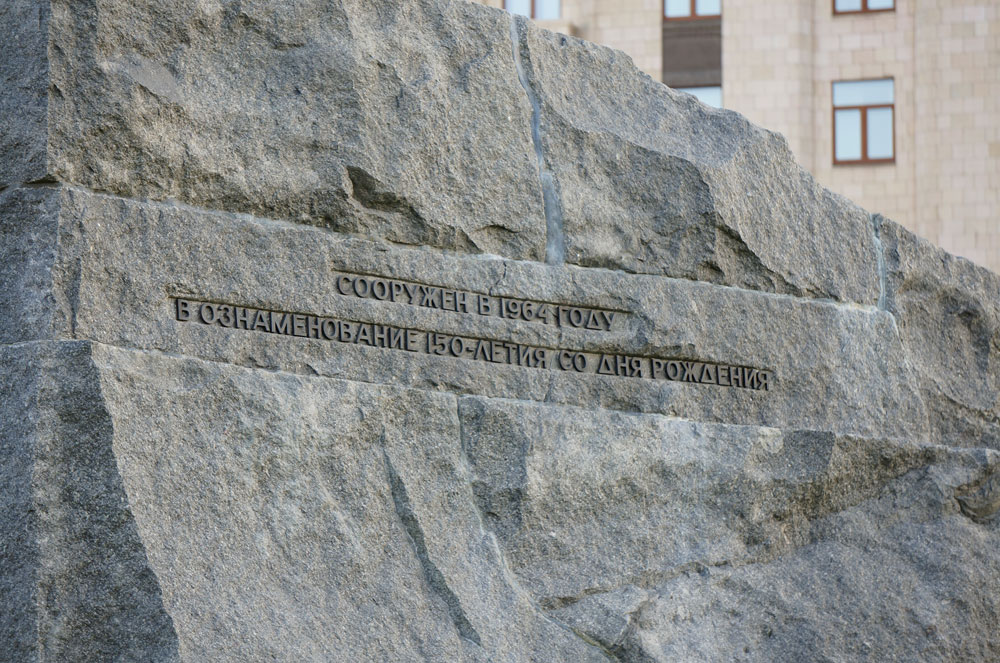 СООРУЖЕН В 1964 ГОДУ
В ОЗНАМЕНОВАНИЕ 150-ЛЕТИЯ СО ДНЯ РОЖДЕНИЯ